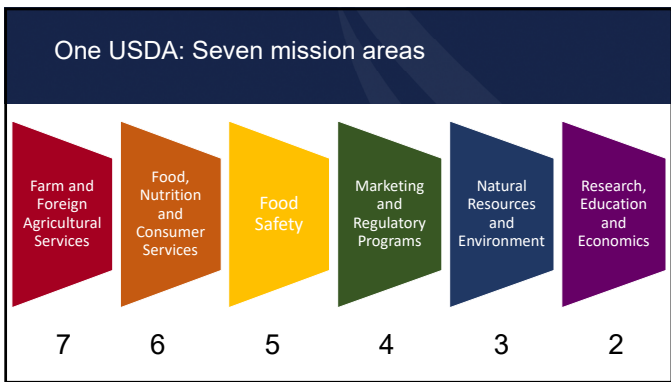 One USDA: Seven mission areas
Farm and
Foreign
Agricultural
Services
Food,
Nutrition
and
Consumer
Services
Food
Safety
Marketing
and
Regulatory
Programs
Natural
Resources
and
Environment
Research,
Education
and
Economics
7 6 5 4 3 2